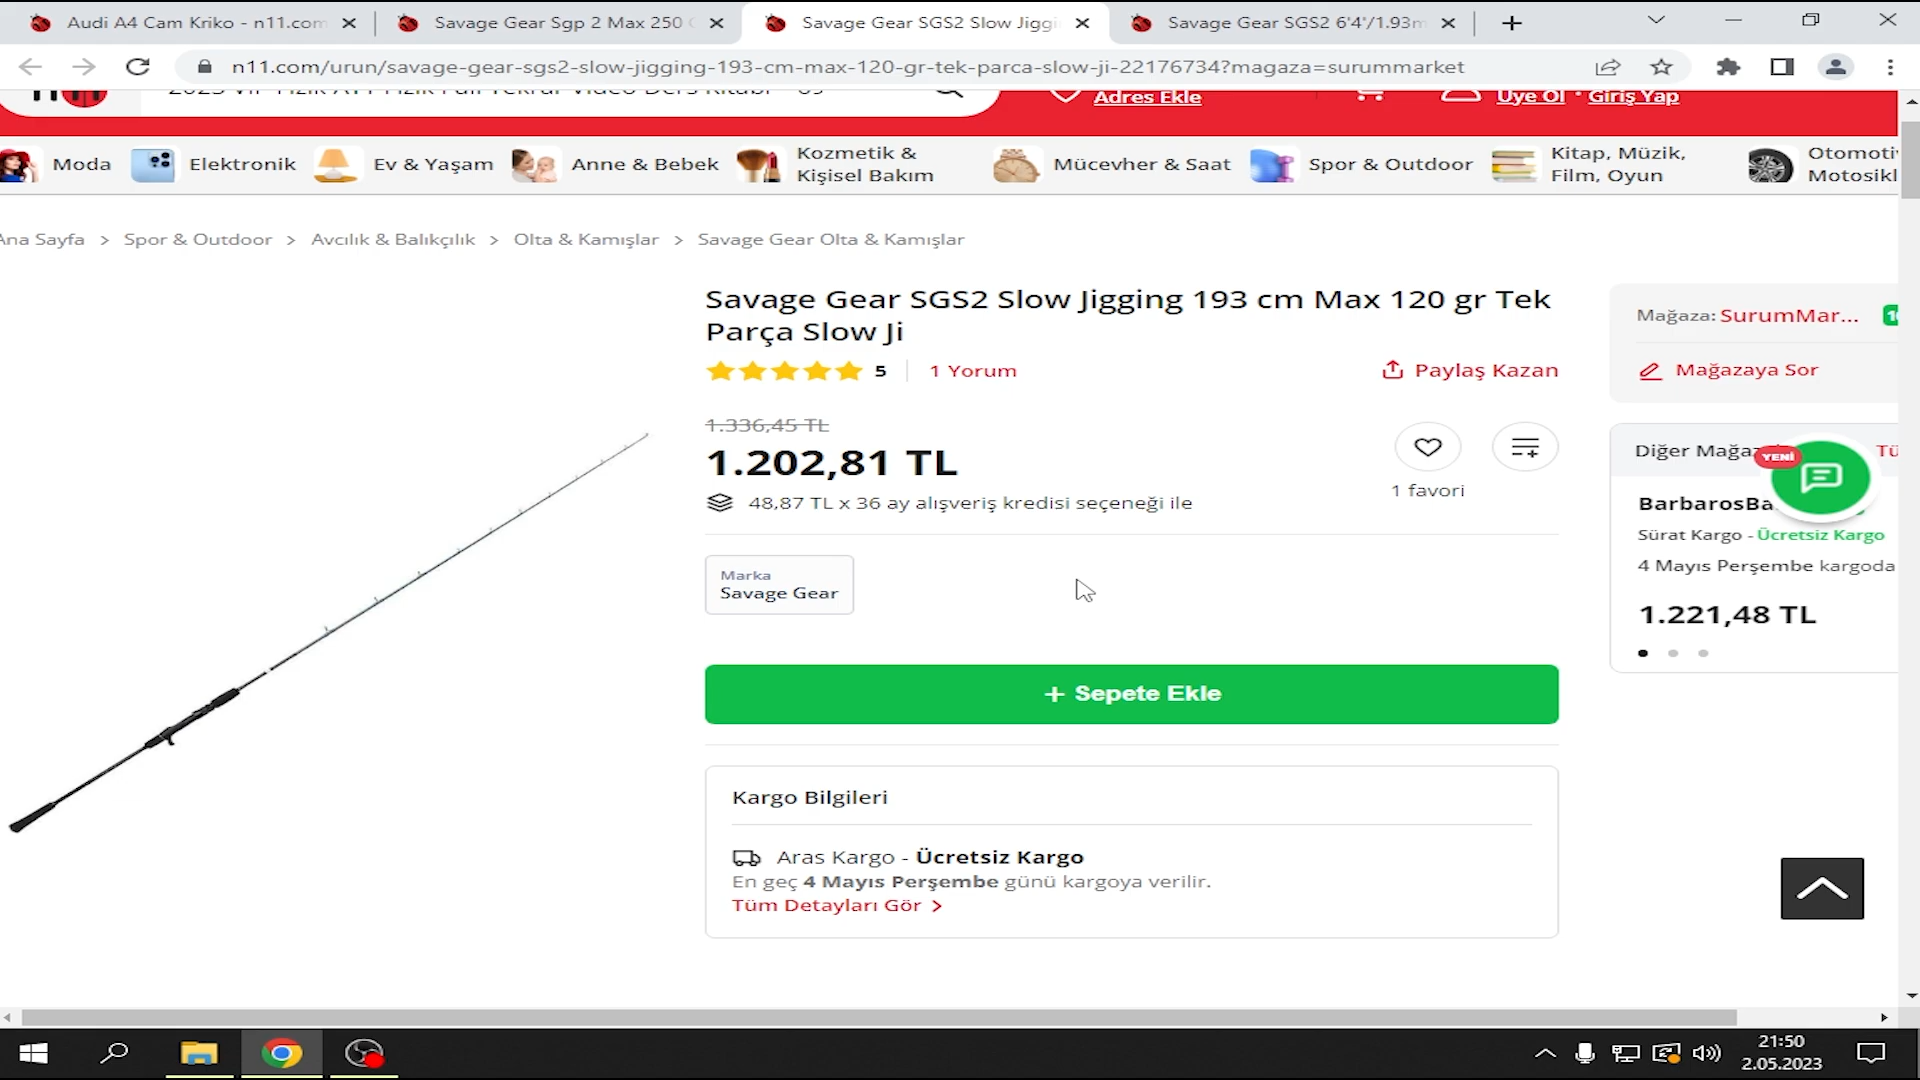 Audi A4 Cam Kriko - n11.com
Savage Gear Sgp 2 Max 250
Savage Gear SGS2 Slow Jiggi
Savage Gear SGS2 6'4'/1.93m
n11.com/urun/savage-gear-sgs2-slow-jigging-193-cm-max-120-gr-tek-parca-slow-ji-22176734?magaza=surummarket
Adres Ekle
Üye Ol · Giriş Yap
Moda
Elektronik
Ev & Yaşam
Anne & Bebek
Kozmetik &
Kişisel Bakım
Mücevher & Saat
Spor & Outdoor
Kitap, Müzik,
Film, Oyun
Otomoti
Motosikl
Ana Sayfa > Spor & Outdoor > Avcılık & Balıkçılık > Olta & Kamışlar > Savage Gear Olta & Kamışlar
Savage Gear SGS2 Slow Jigging 193 cm Max 120 gr Tek
Parça Slow Ji
5 1 Yorum
Paylaş Kazan
1.336,45 TL
1.202,81 TL
48,87 TL x 36 ay alışveriş kredisi seçeneği ile
1 favori
Marka
Savage Gear
+ Sepete Ekle
Kargo Bilgileri
Aras Kargo - Ücretsiz Kargo
En geç 4 Mayıs Perşembe günü kargoya verilir.
Tüm Detayları Gör >
Mağaza: SurumMar...
Mağazaya Sor
Diğer Mağaza
YENİ
Tü
BarbarosBa
Sürat Kargo - Ücretsiz Kargo
4 Mayıs Perşembe kargoda
1.221,48 TL
21:50
2.05.2023